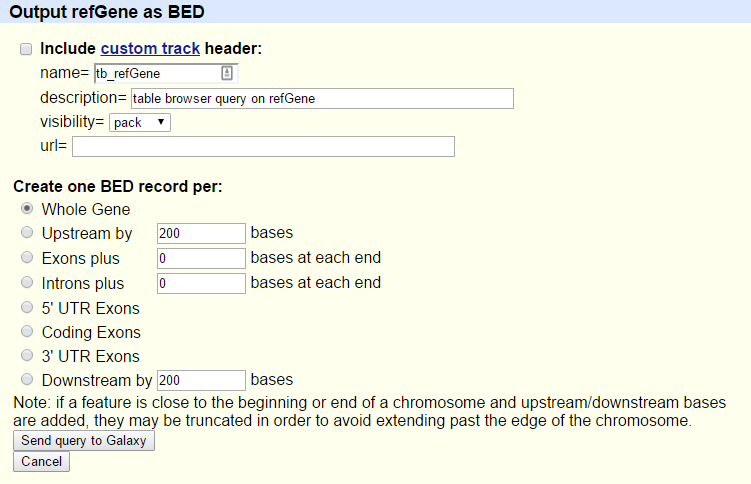 Output refGene as BED
Include custom track header:
name= tb_refGene
description= table browser query on refGene
visibility= pack
url=
Create one BED record per:
Whole Gene
Upstream by 200 bases
Exons plus 0 bases at each end
Introns plus 0 bases at each end
5' UTR Exons
Coding Exons
3' UTR Exons
Downstream by 200 bases
Note: if a feature is close to the beginning or end of a chromosome and upstream/downstream bases
are added, they may be truncated in order to avoid extending past the edge of the chromosome.
Send query to Galaxy
Cancel